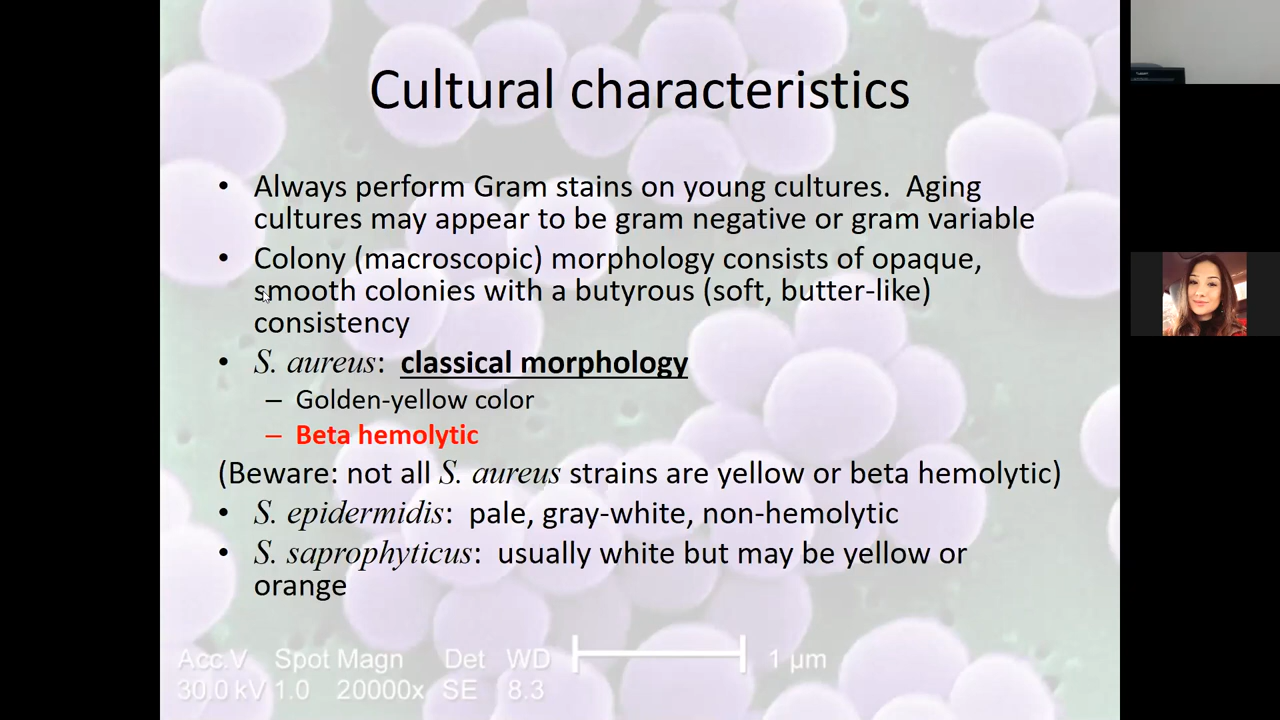 Cultural characteristics
• Always perform Gram stains on young cultures.  Aging
cultures may appear to be gram negative or gram variable
• Colony (macroscopic) morphology consists of opaque,
smooth colonies with a butyrous (soft, butter-like)
consistency
• S. aureus:  classical morphology
– Golden-yellow color
– Beta hemolytic
(Beware: not all S. aureus strains are yellow or beta hemolytic)
• S. epidermidis:  pale, gray-white, non-hemolytic
• S. saprophyticus:  usually white but may be yellow or
orange
Acc.V Spot Magn Det WD 1 µm
30.0 kV 1.0 20000x SE 8.3